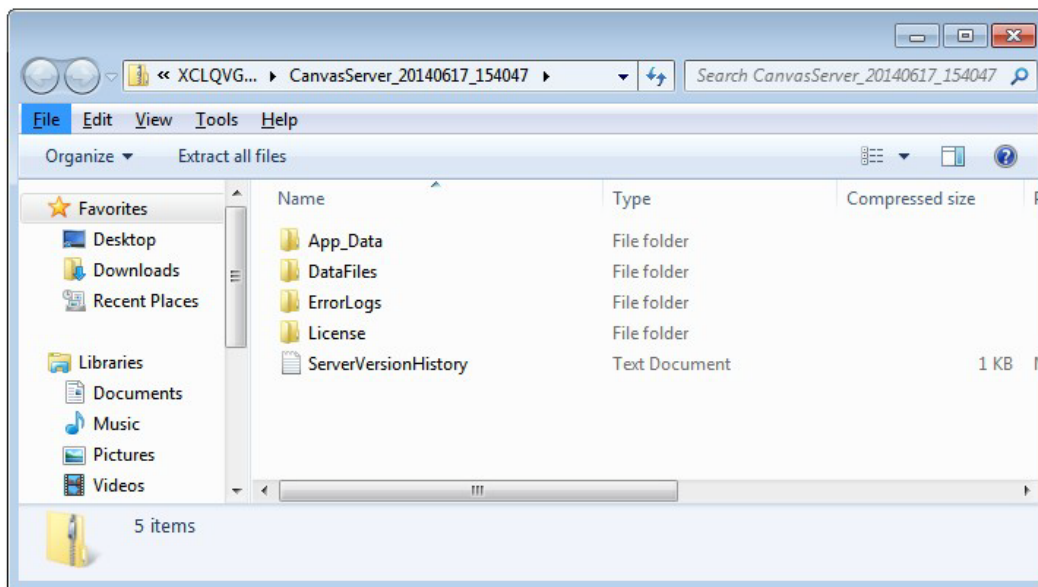 « XCLQVG... ▸ CanvasServer_20140617_154047 ▸ Search CanvasServer_20140617_154047
File Edit View Tools Help
Organize Extract all files
Name Type Compressed size
Favorites
Desktop
Downloads
Recent Places
Libraries
Documents
Music
Pictures
Videos
App_Data File folder
DataFiles File folder
ErrorLogs File folder
License File folder
ServerVersionHistory Text Document 1 KB
5 items